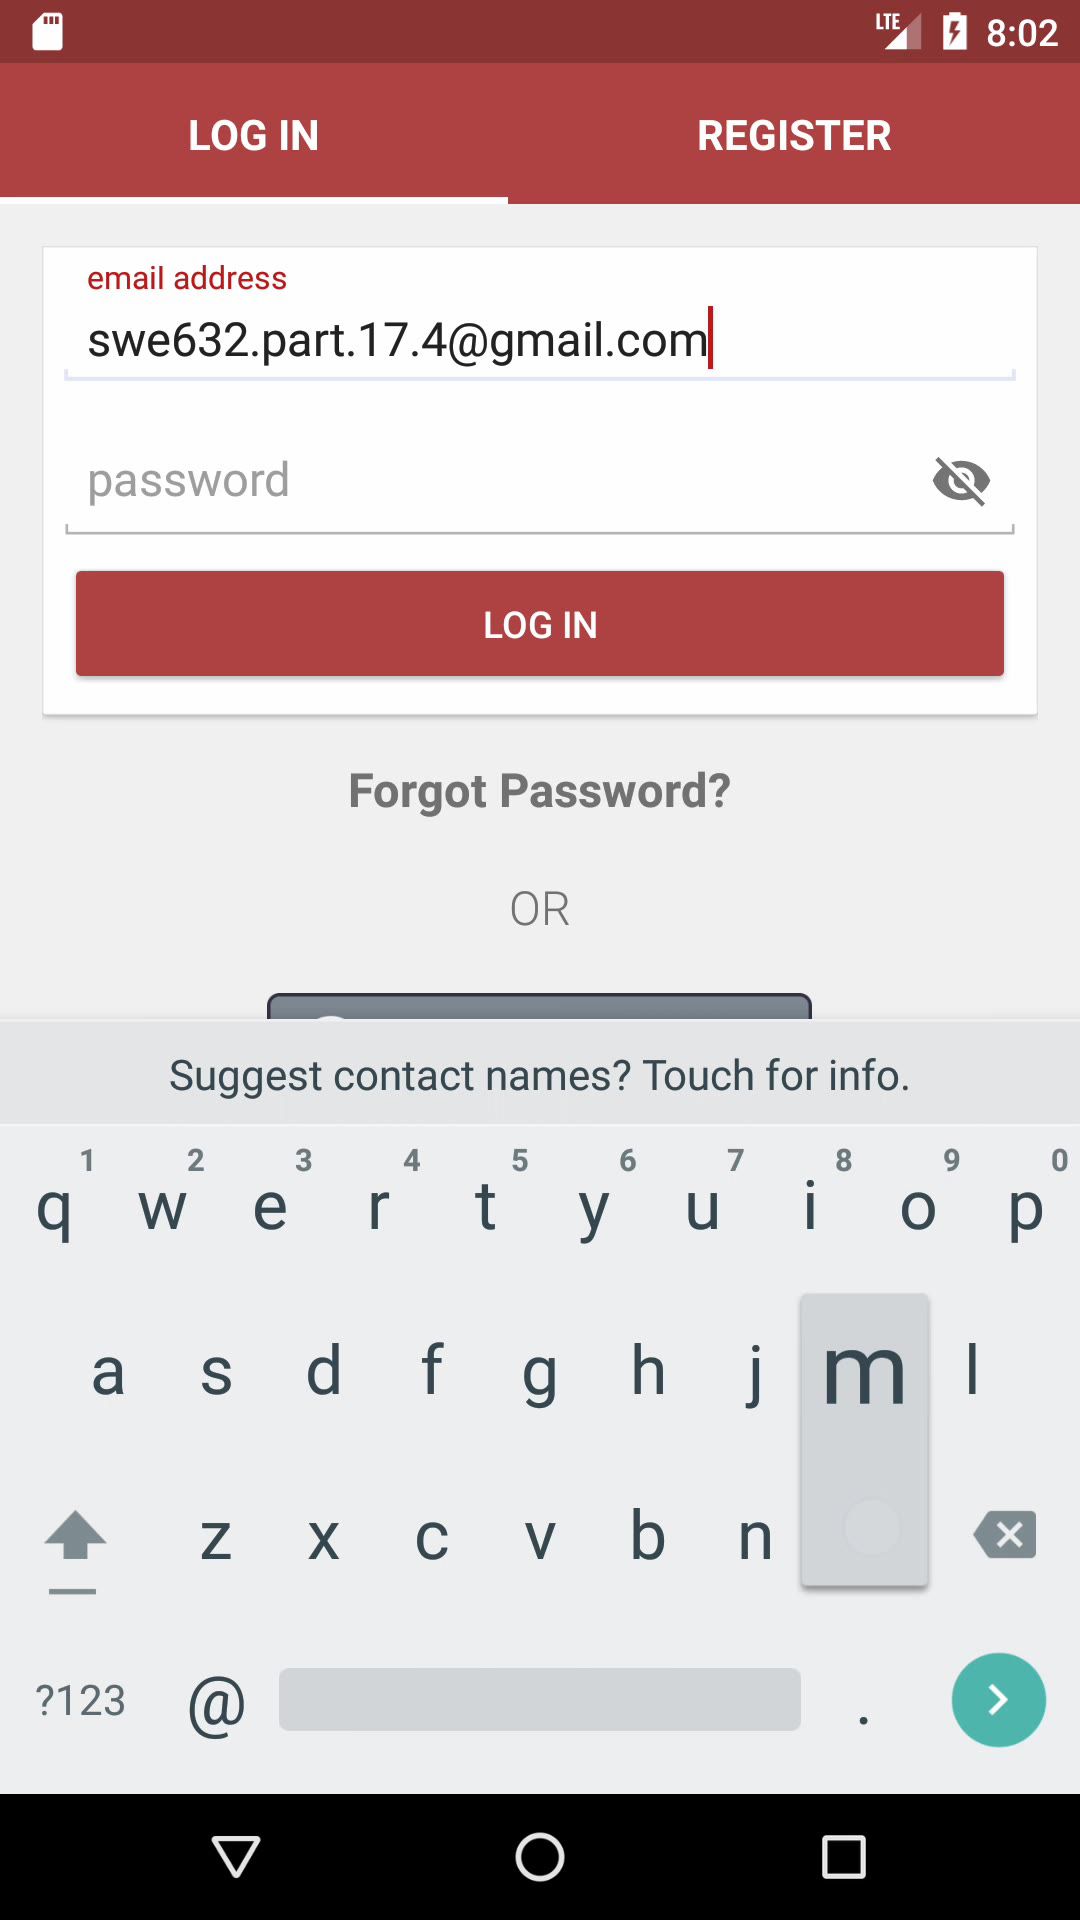 LTE 8:02
LOG IN REGISTER
email address
swe632.part.17.4@gmail.com
password
LOG IN
Forgot Password?
OR
Suggest contact names? Touch for info.
1 2 3 4 5 6 7 8 9 0
q w e r t y u i o p
a s d f g h j m l
z x c v b n
?123 @ .